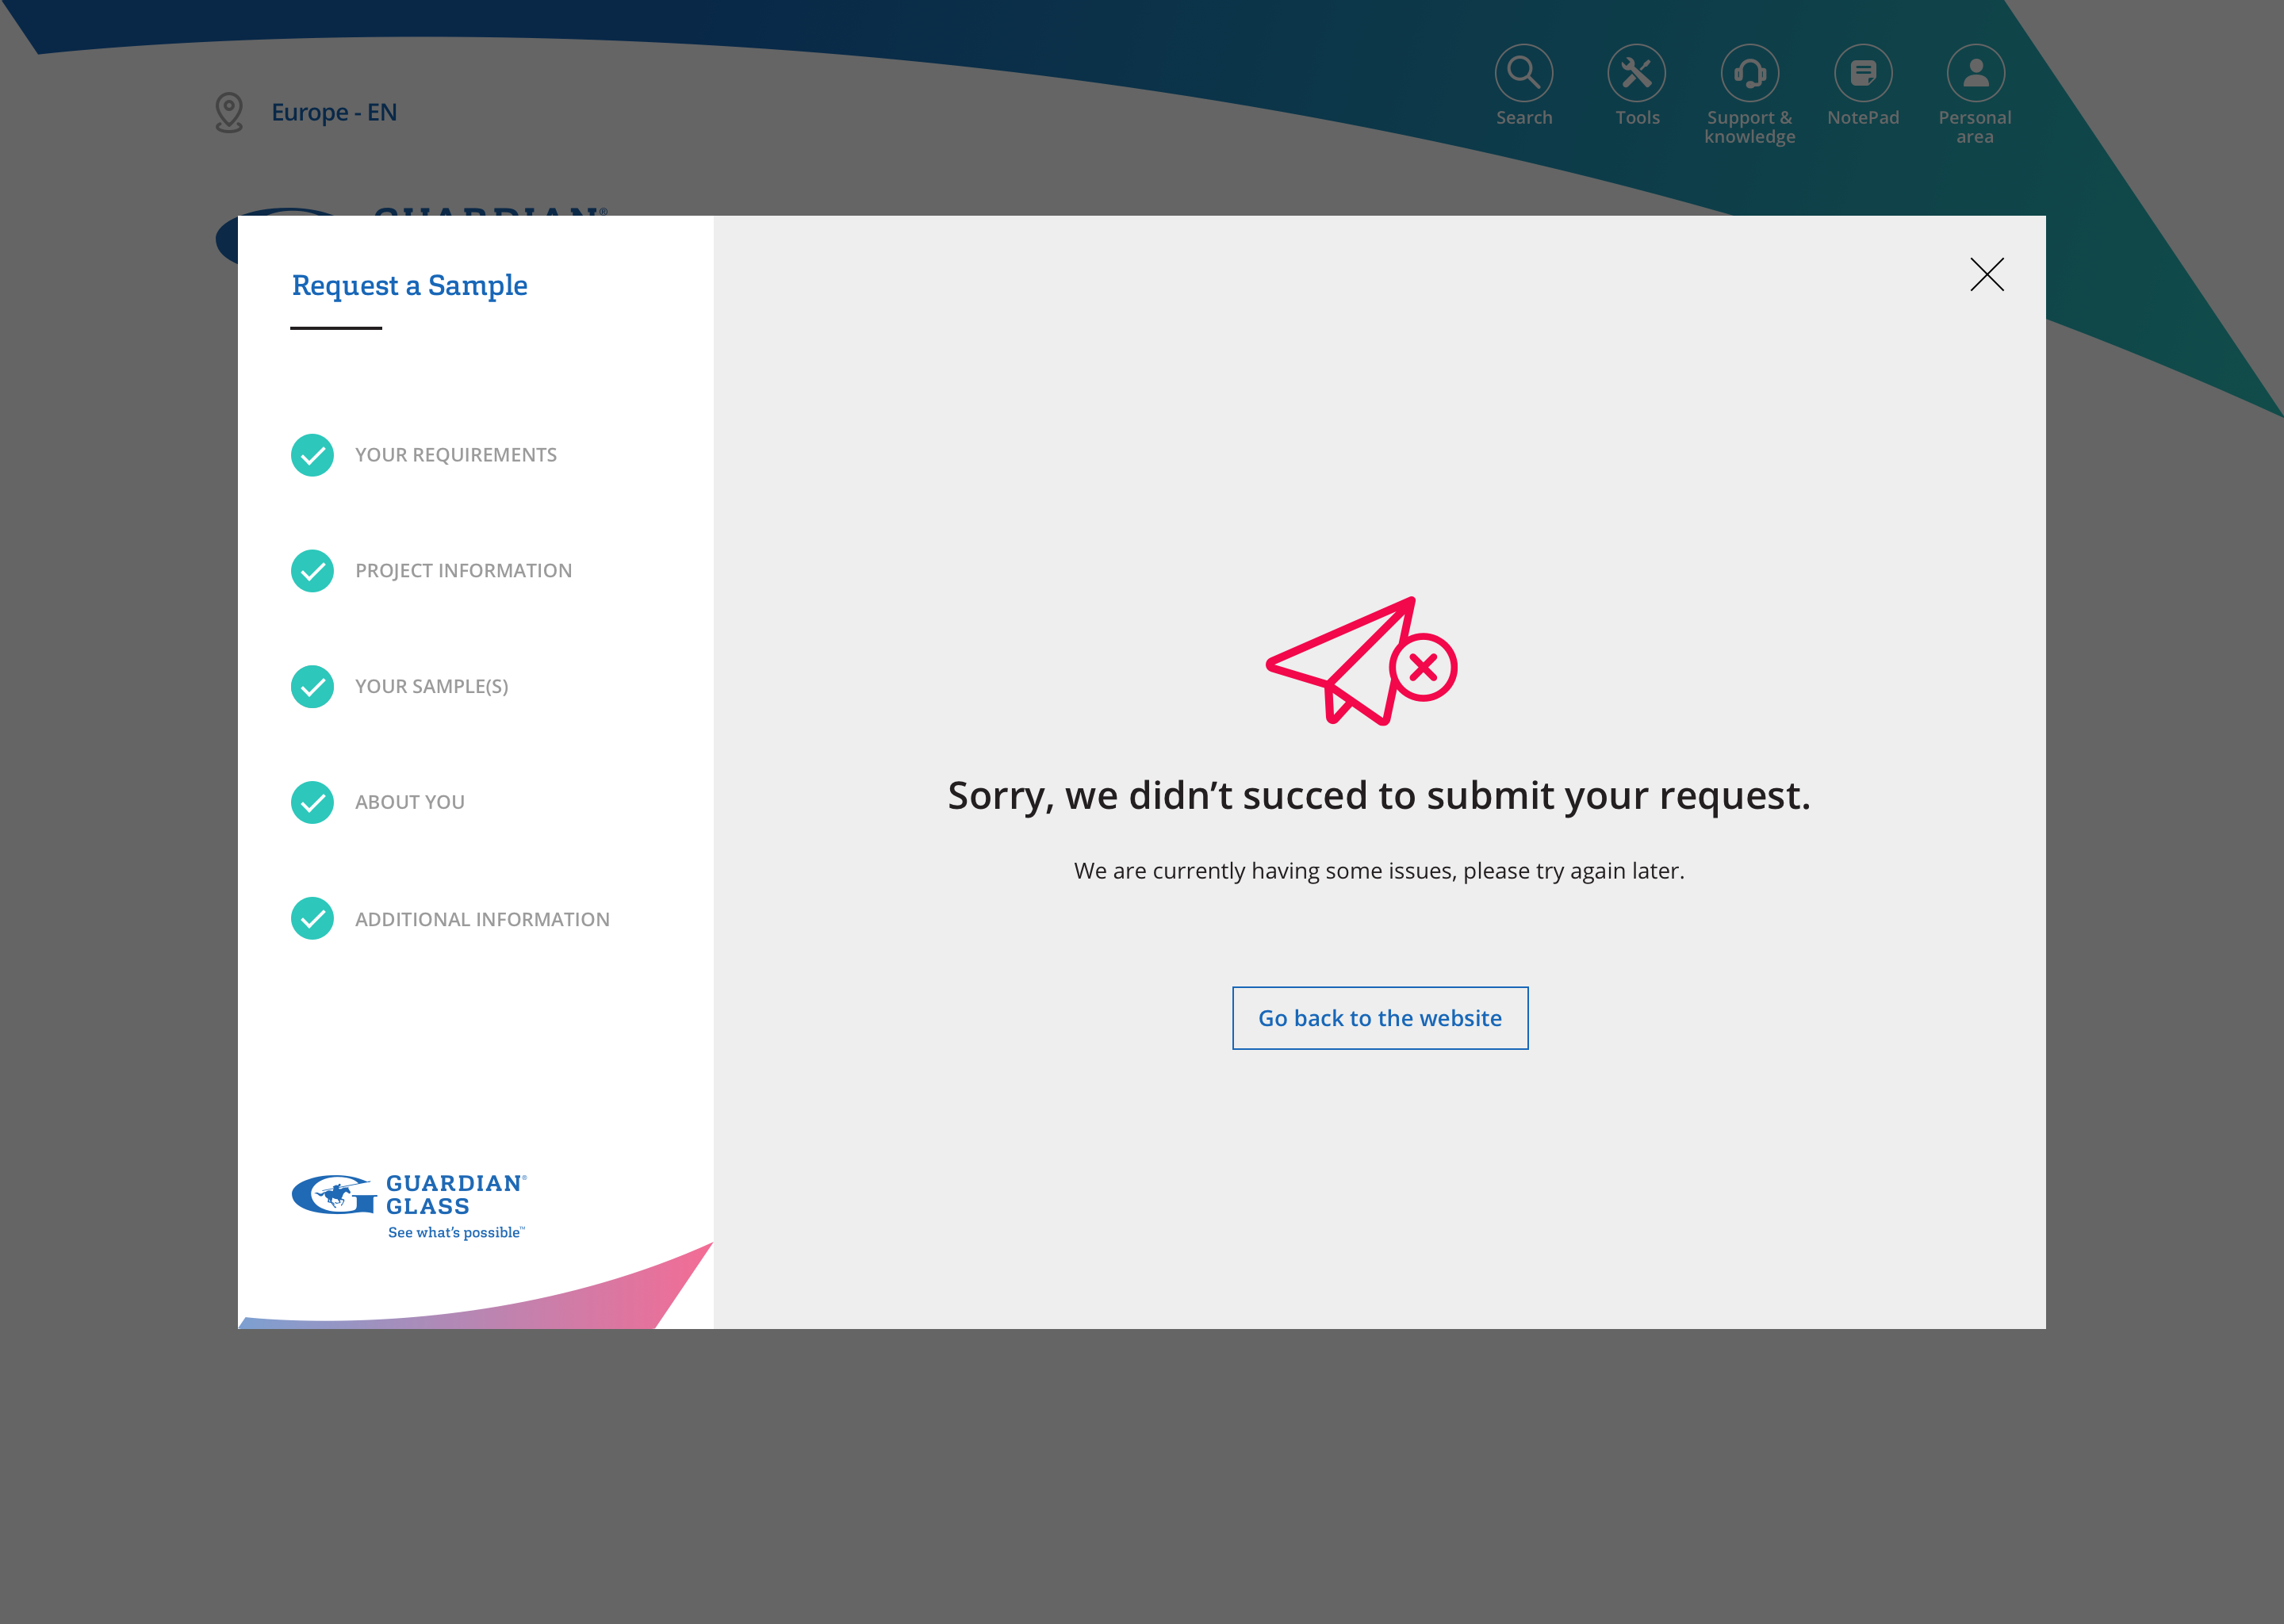 Europe - EN
Search
Tools
Support &
knowledge
NotePad
Personal
area
GUARDIAN®
Request a Sample
YOUR REQUIREMENTS
PROJECT INFORMATION
YOUR SAMPLE(S)
ABOUT YOU
ADDITIONAL INFORMATION
Sorry, we didn’t succed to submit your request.
We are currently having some issues, please try again later.
Go back to the website
GUARDIAN®
GLASS
See what’s possible™